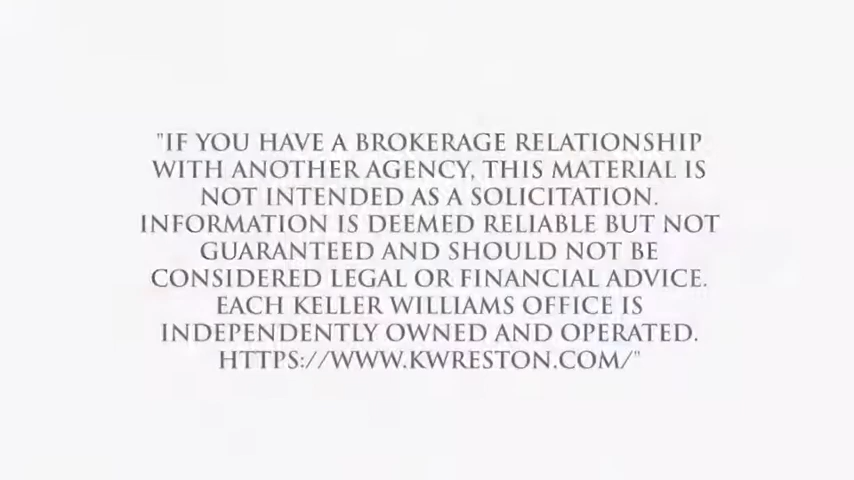 "IF YOU HAVE A BROKERAGE RELATIONSHIP
WITH ANOTHER AGENCY, THIS MATERIAL IS
NOT INTENDED AS A SOLICITATION.
INFORMATION IS DEEMED RELIABLE BUT NOT
GUARANTEED AND SHOULD NOT BE
CONSIDERED LEGAL OR FINANCIAL ADVICE.
EACH KELLER WILLIAMS OFFICE IS
INDEPENDENTLY OWNED AND OPERATED.
HTTPS://WWW.KWRESTON.COM/"